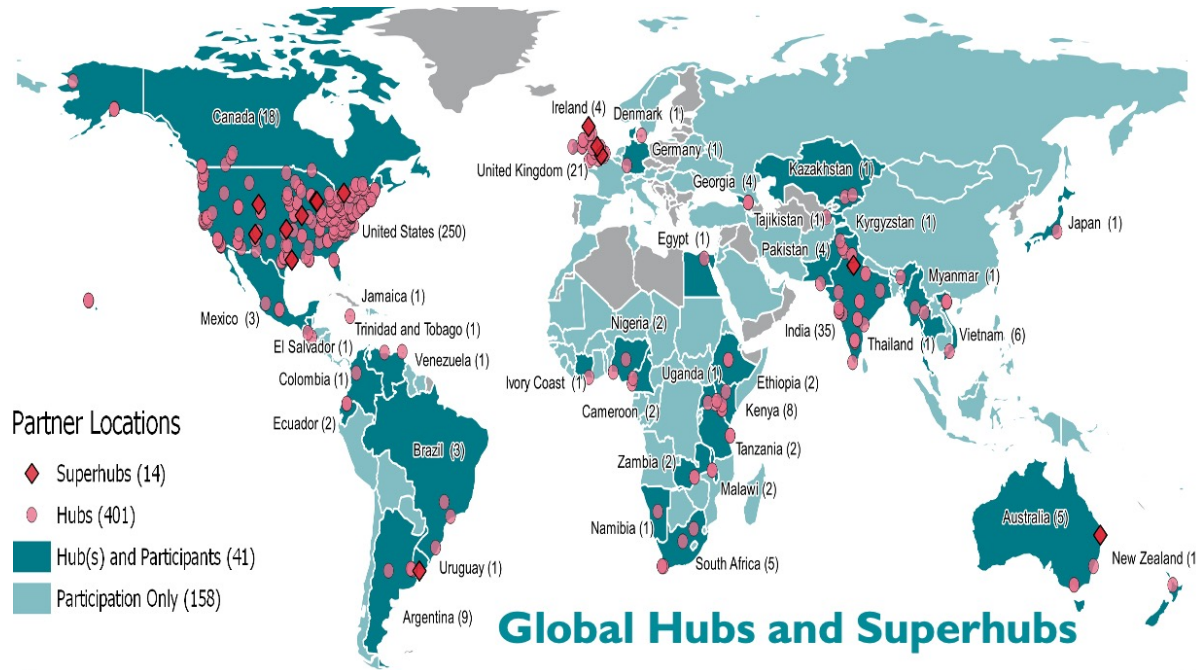 Ireland (4)
Denmark (1)
Canada (18)
Germany (1)
United Kingdom (21)
Kazakhstan (1)
Georgia (4)
Tajikistan (1)
Kyrgyzstan (1)
Japan (1)
United States (250)
Egypt (1)
Pakistan (4)
Myanmar (1)
Jamaica (1)
Mexico (3)
Trinidad and Tobago (1)
Nigeria (2)
India (35)
Thailand (1)
Vietnam (6)
El Salvador (1)
Venezuela (1)
Colombia (1)
Ivory Coast (1)
Uganda (1)
Ethiopia (2)
Cameroon (2)
Kenya (8)
Ecuador (2)
Brazil (3)
Tanzania (2)
Zambia (2)
Malawi (2)
Namibia (1)
Australia (5)
New Zealand (1
South Africa (5)
Uruguay (1)
Argentina (9)
Partner Locations
Superhubs (14)
Hubs (401)
Hub(s) and Participants (41)
Participation Only (158)
Global Hubs and Superhubs